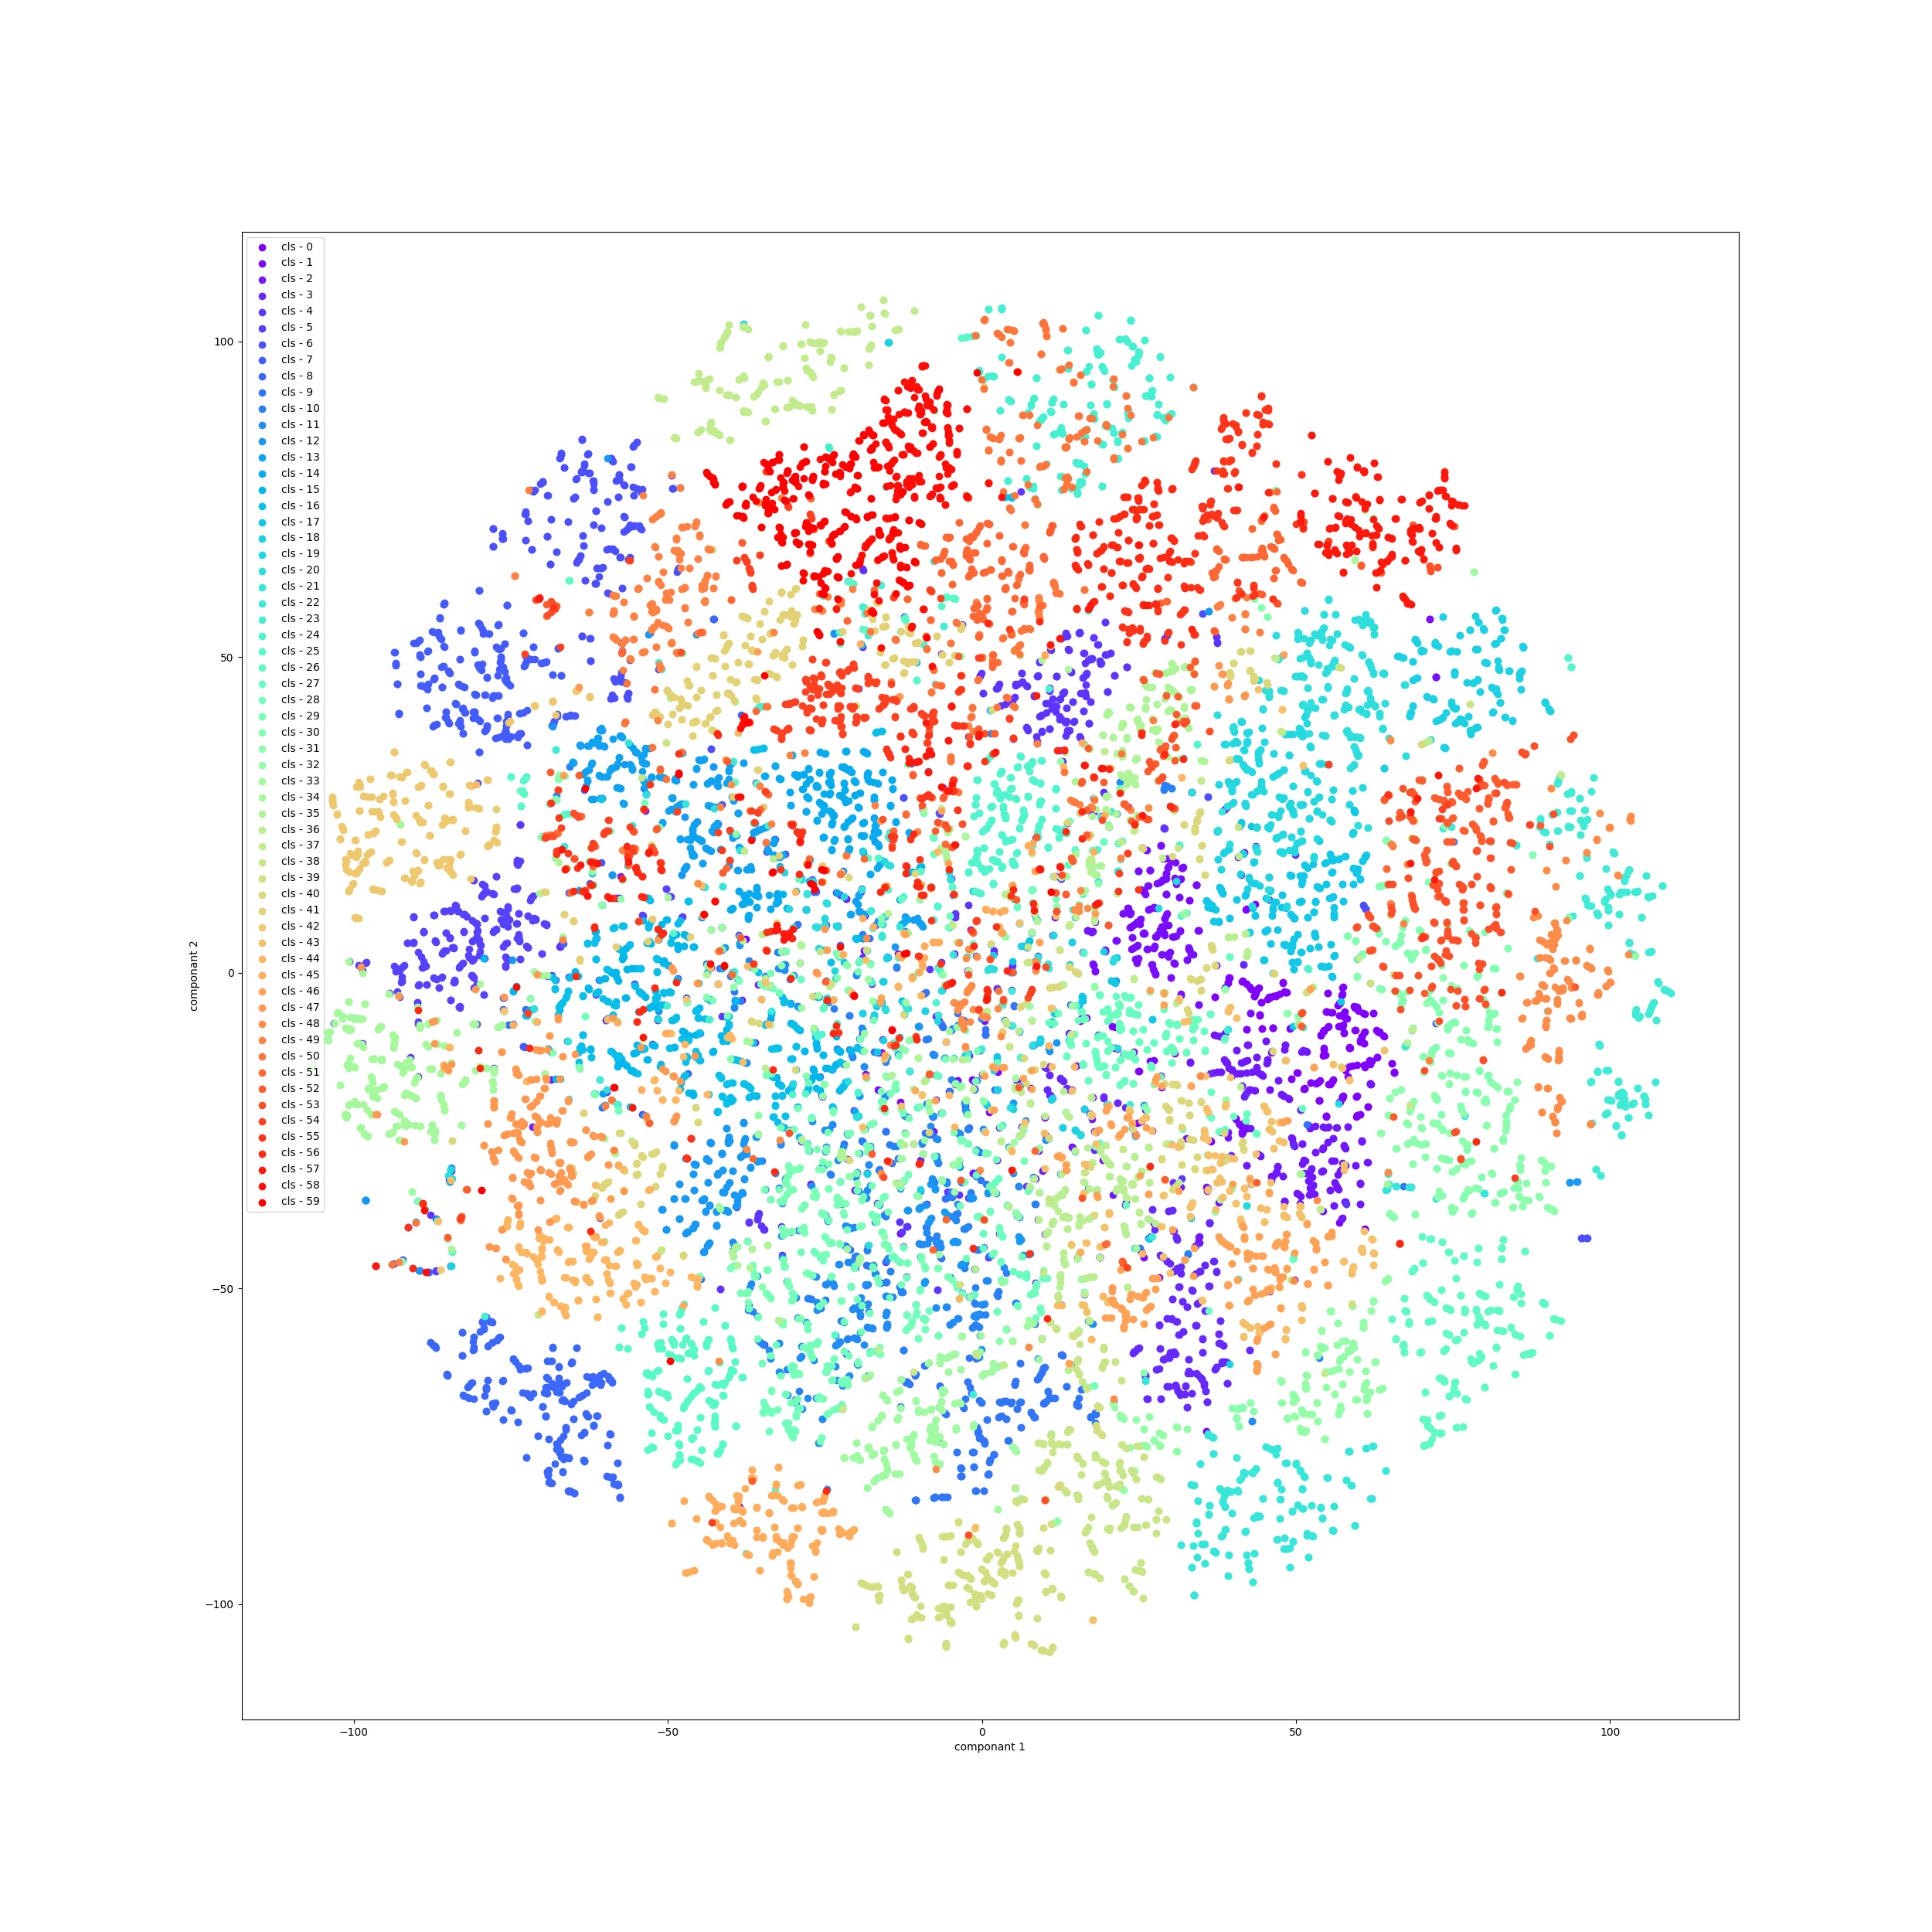 cls - 0
cls - 1
cls - 2
cls - 3
cls - 4
cls - 5
cls - 6
cls - 7
cls - 8
cls - 9
cls - 10
cls - 11
cls - 12
cls - 13
cls - 14
cls - 15
cls - 16
cls - 17
cls - 18
cls - 19
cls - 20
cls - 21
cls - 22
cls - 23
cls - 24
cls - 25
cls - 26
cls - 27
cls - 28
cls - 29
cls - 30
cls - 31
cls - 32
cls - 33
cls - 34
cls - 35
cls - 36
cls - 37
cls - 38
cls - 39
cls - 40
cls - 41
cls - 42
cls - 43
cls - 44
cls - 45
cls - 46
cls - 47
cls - 48
cls - 49
cls - 50
cls - 51
cls - 52
cls - 53
cls - 54
cls - 55
cls - 56
cls - 57
cls - 58
cls - 59
100
50
0
−50
−100
componant 2
−100 −50 0 50 100
componant 1